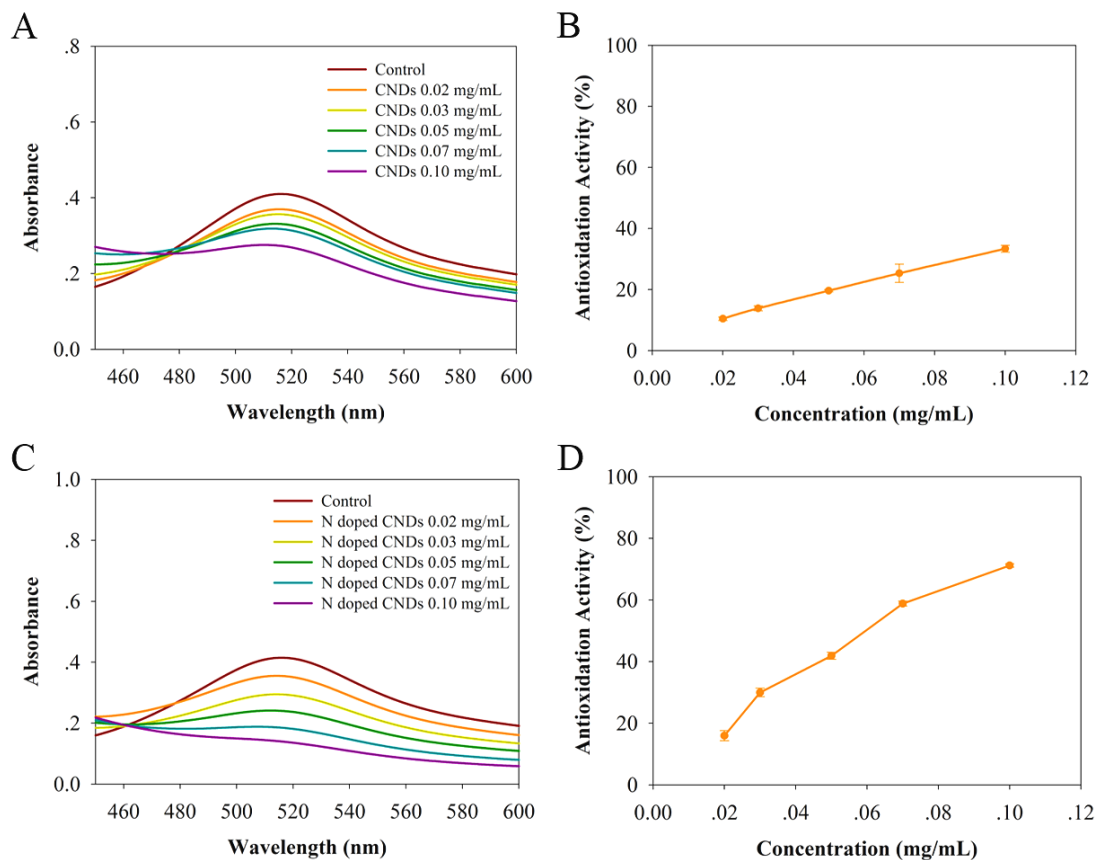 A
.8
.6
.4
.2
0.0
Absorbance
Control
CNDs 0.02 mg/mL
CNDs 0.03 mg/mL
CNDs 0.05 mg/mL
CNDs 0.07 mg/mL
CNDs 0.10 mg/mL
460 480 500 520 540 560 580 600
Wavelength (nm)
B
100
80
60
40
20
0
Antioxidation Activity (%)
0.00 .02 .04 .06 .08 .10 .12
Concentration (mg/mL)
C
1.0
.8
.6
.4
.2
0.0
Absorbance
Control
N doped CNDs 0.02 mg/mL
N doped CNDs 0.03 mg/mL
N doped CNDs 0.05 mg/mL
N doped CNDs 0.07 mg/mL
N doped CNDs 0.10 mg/mL
460 480 500 520 540 560 580 600
Wavelength (nm)
D
100
80
60
40
20
0
Antioxidation Activity (%)
0.00 .02 .04 .06 .08 .10 .12
Concentration (mg/mL)